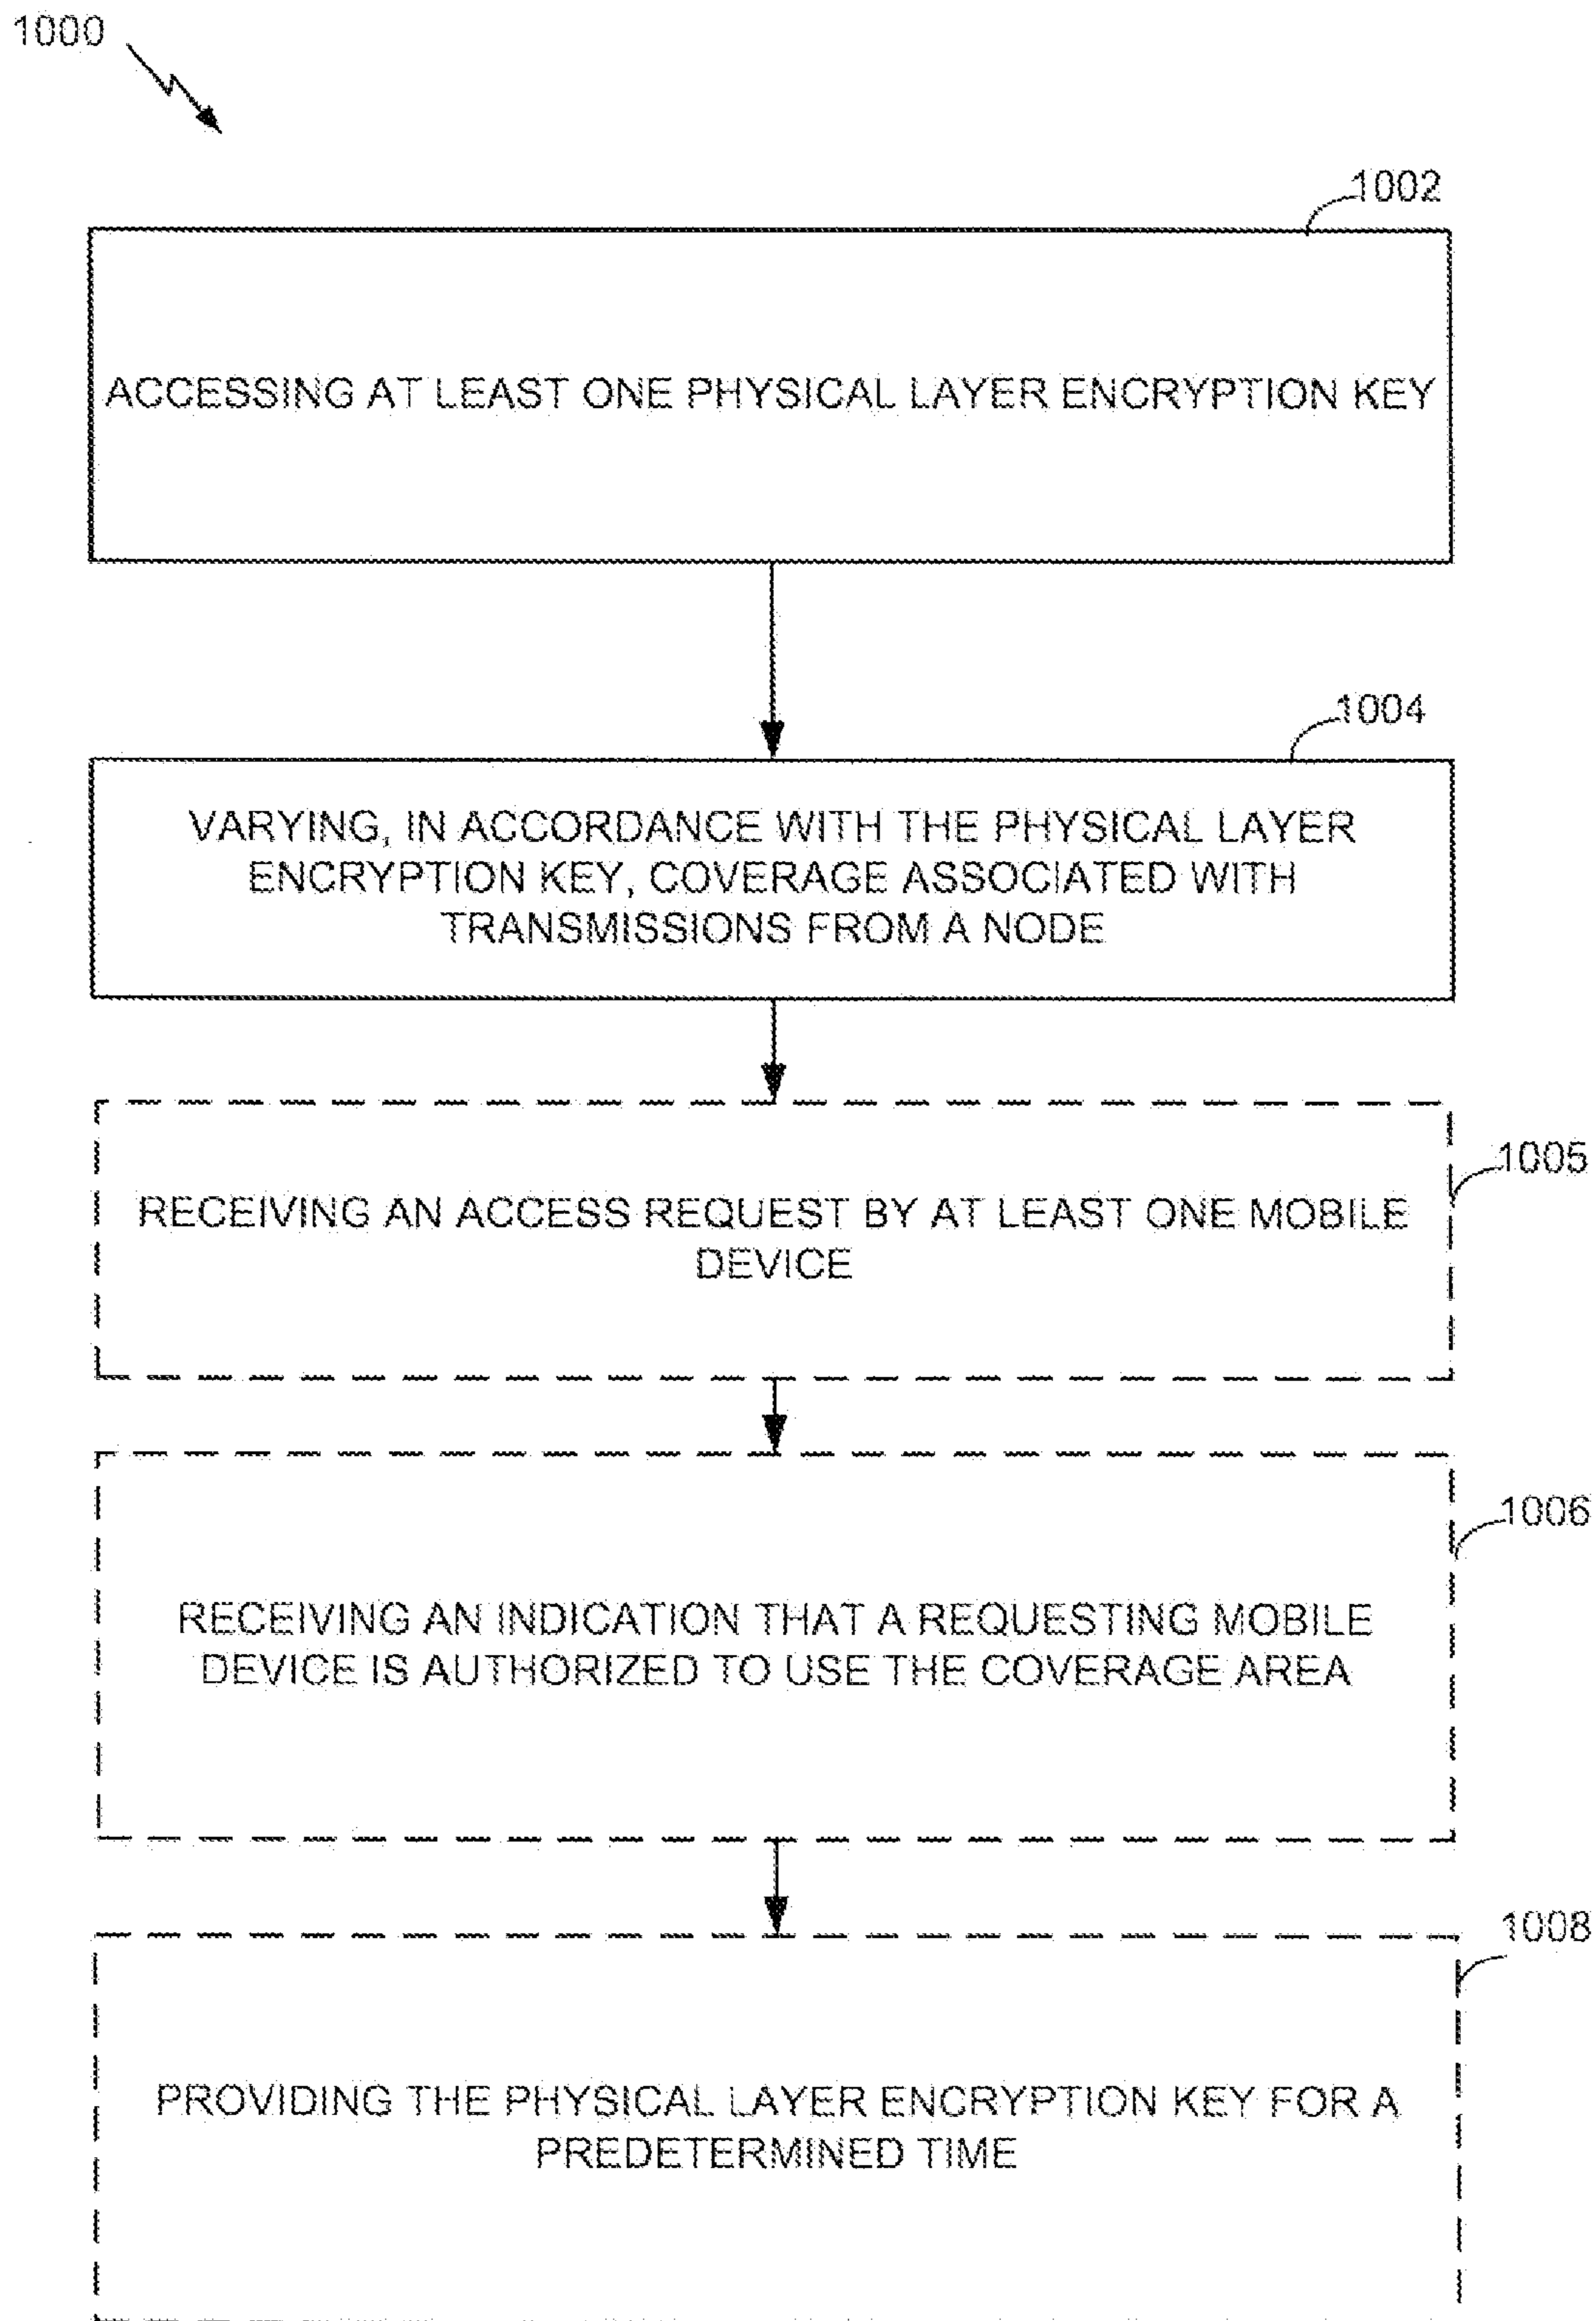 1000
1002
ACCESSING AT LEAST ONE PHYSICAL LAYER ENCRYPTION KEY
1004
VARYING, IN ACCORDANCE WITH THE PHYSICAL LAYER
ENCRYPTION KEY, COVERAGE ASSOCIATED WITH
TRANSMISSIONS FROM A NODE
1005
RECEIVING AN ACCESS REQUEST BY AT LEAST ONE MOBILE
DEVICE
1006
RECEIVING AN INDICATION THAT A REQUESTING MOBILE
DEVICE IS AUTHORIZED TO USE THE COVERAGE AREA
1008
PROVIDING THE PHYSICAL LAYER ENCRYPTION KEY FOR A
PREDETERMINED TIME